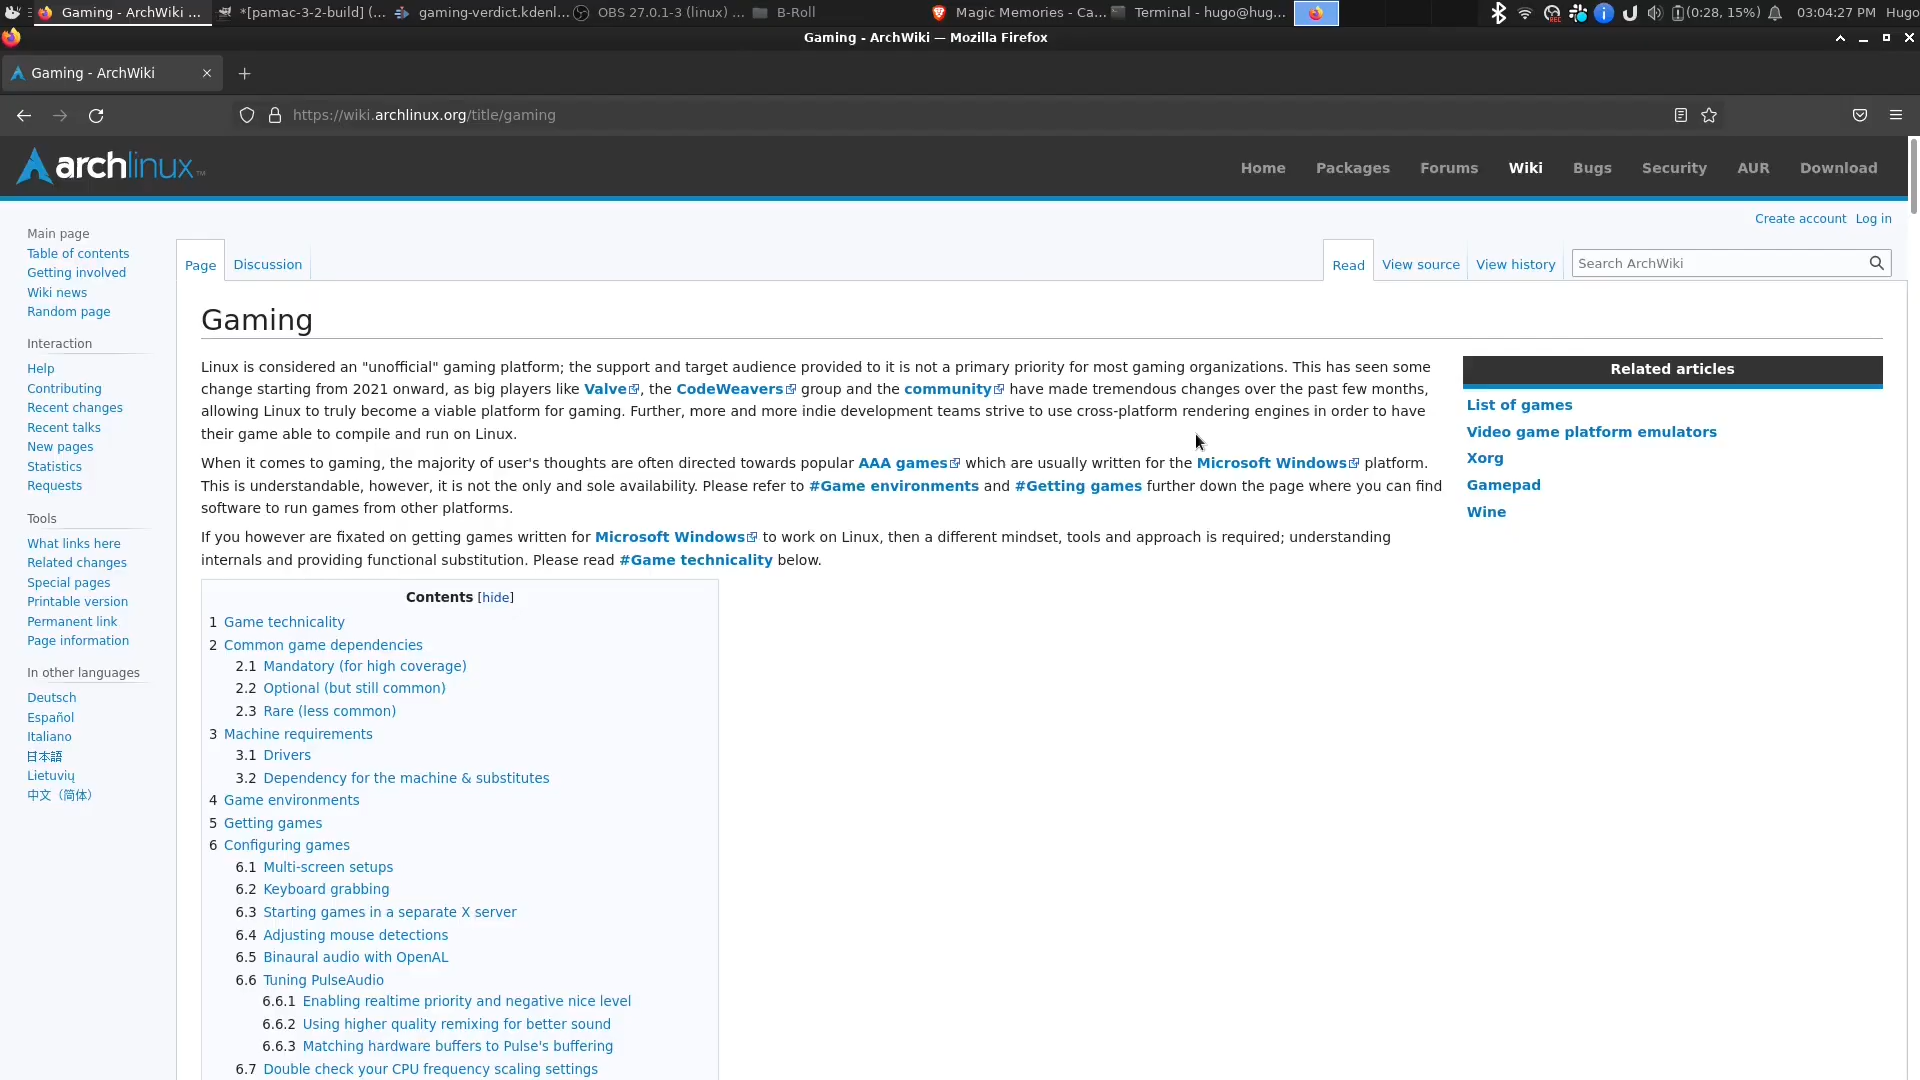 Gaming - ArchWiki ...
*[pamac-3-2-build] (...
gaming-verdict.kdenl...
OBS 27.0.1-3 (linux) ...
B-Roll
Magic Memories - Ca...
Terminal - hugo@hug...
(0:28, 15%)
03:04:27 PM
Hugo
Gaming - ArchWiki — Mozilla Firefox
Gaming - ArchWiki
https://wiki.archlinux.org/title/gaming
archlinux™
Home
Packages
Forums
Wiki
Bugs
Security
AUR
Download
Create account
Log in
Main page
Table of contents
Getting involved
Wiki news
Random page
Interaction
Help
Contributing
Recent changes
Recent talks
New pages
Statistics
Requests
Tools
What links here
Related changes
Special pages
Printable version
Permanent link
Page information
In other languages
Deutsch
Español
Italiano
日本語
Lietuvių
中文（简体）
Page
Discussion
Read
View source
View history
Search ArchWiki
Gaming
Linux is considered an "unofficial" gaming platform; the support and target audience provided to it is not a primary priority for most gaming organizations. This has seen some
change starting from 2021 onward, as big players like Valve, the CodeWeavers group and the community have made tremendous changes over the past few months,
allowing Linux to truly become a viable platform for gaming. Further, more and more indie development teams strive to use cross-platform rendering engines in order to have
their game able to compile and run on Linux.
When it comes to gaming, the majority of user's thoughts are often directed towards popular AAA games which are usually written for the Microsoft Windows platform.
This is understandable, however, it is not the only and sole availability. Please refer to #Game environments and #Getting games further down the page where you can find
software to run games from other platforms.
If you however are fixated on getting games written for Microsoft Windows to work on Linux, then a different mindset, tools and approach is required; understanding
internals and providing functional substitution. Please read #Game technicality below.
Related articles
List of games
Video game platform emulators
Xorg
Gamepad
Wine
Contents [hide]
1 Game technicality
2 Common game dependencies
2.1 Mandatory (for high coverage)
2.2 Optional (but still common)
2.3 Rare (less common)
3 Machine requirements
3.1 Drivers
3.2 Dependency for the machine & substitutes
4 Game environments
5 Getting games
6 Configuring games
6.1 Multi-screen setups
6.2 Keyboard grabbing
6.3 Starting games in a separate X server
6.4 Adjusting mouse detections
6.5 Binaural audio with OpenAL
6.6 Tuning PulseAudio
6.6.1 Enabling realtime priority and negative nice level
6.6.2 Using higher quality remixing for better sound
6.6.3 Matching hardware buffers to Pulse's buffering
6.7 Double check your CPU frequency scaling settings